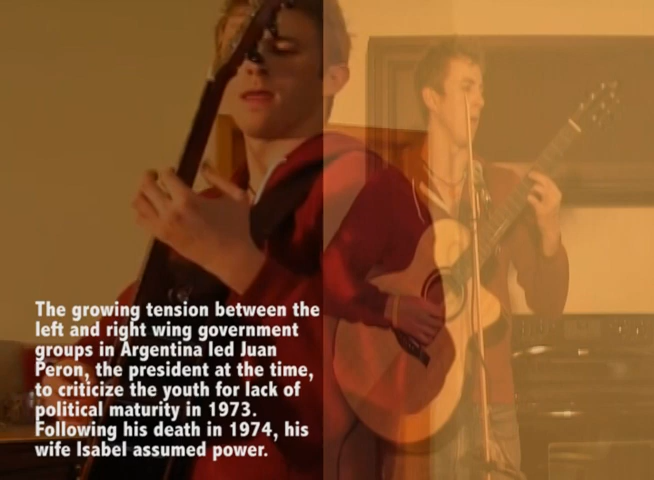 The growing tension between the
left and right wing government
groups in Argentina led Juan
Peron, the president at the time,
to criticize the youth for lack of
political maturity in 1973.
Following his death in 1974, his
wife Isabel assumed power.